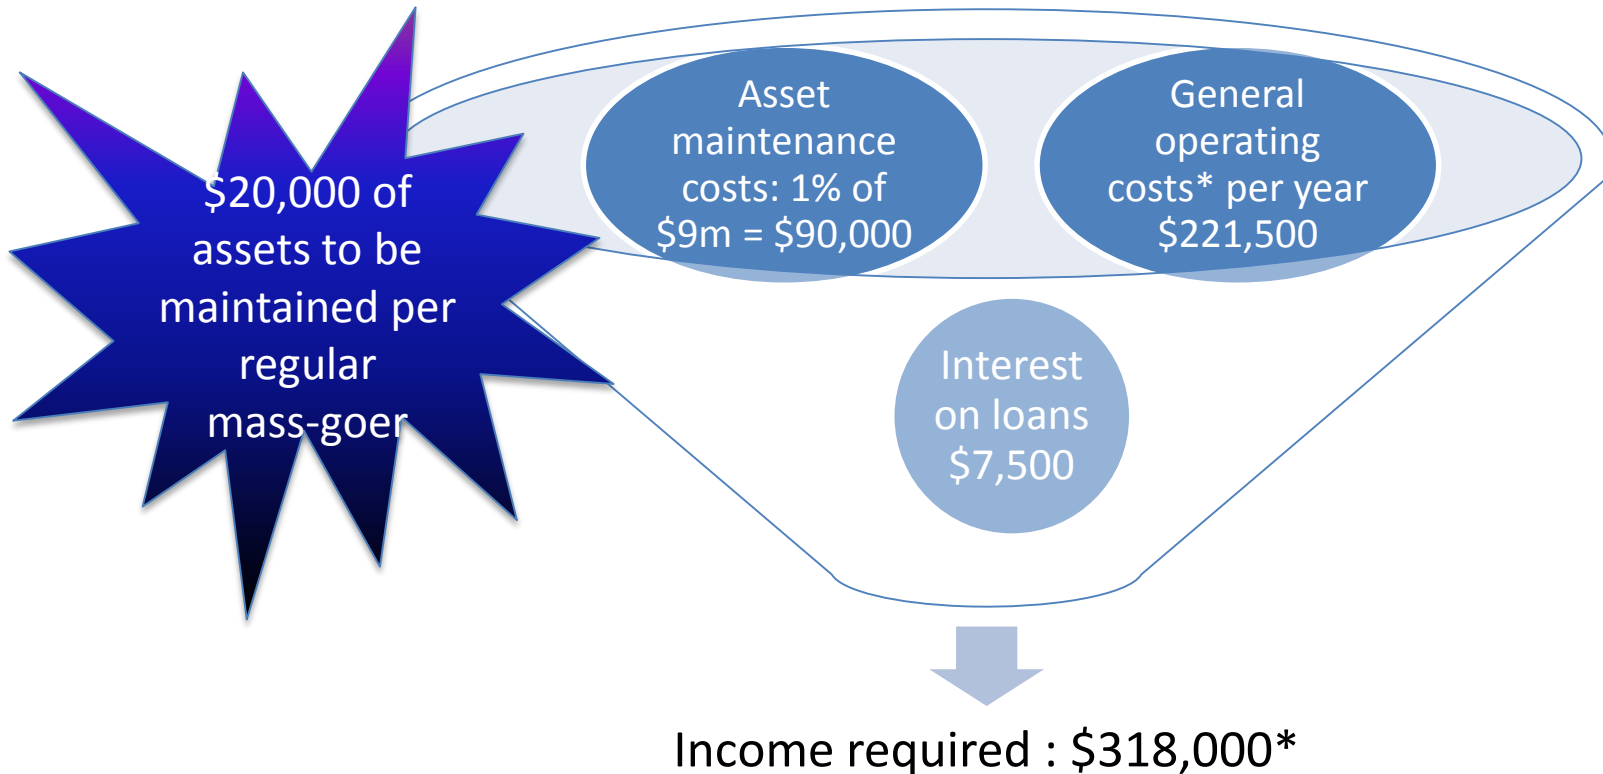 $20,000 of
assets to be
maintained per
regular
mass-goer
Asset
maintenance
costs: 1% of
$9m = $90,000
General
operating
costs* per year
$221,500
Interest
on loans
$7,500
Income required : $318,000*